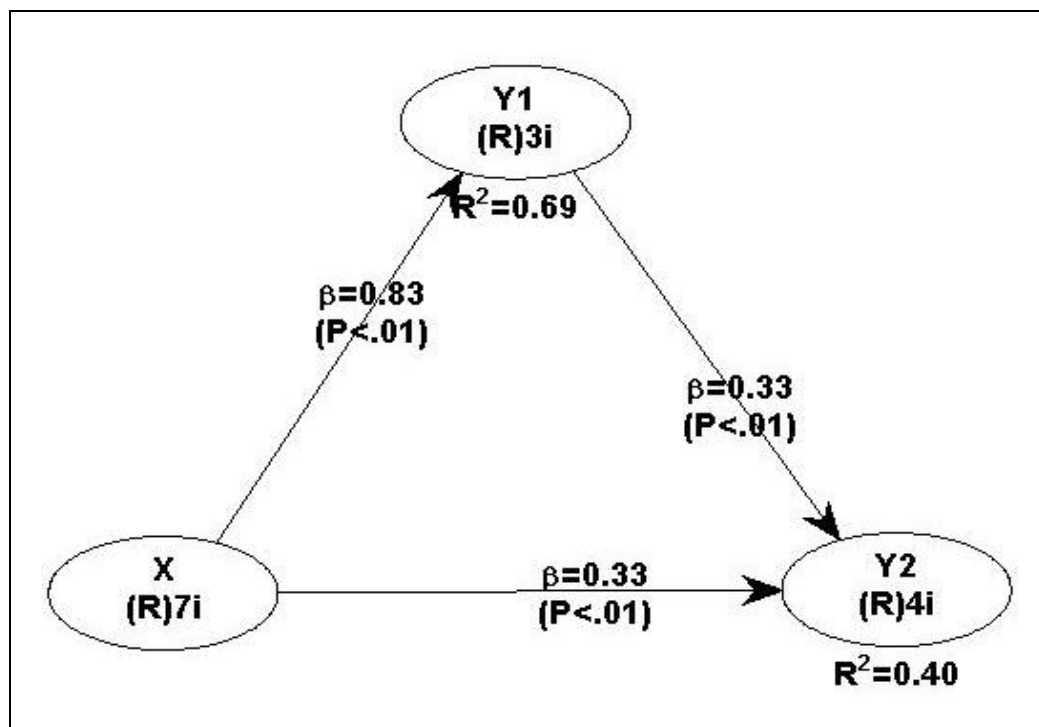 Y1
(R)3i
R²=0.69
β=0.83
(P<.01)
β=0.33
(P<.01)
X
(R)7i
β=0.33
(P<.01)
Y2
(R)4i
R²=0.40